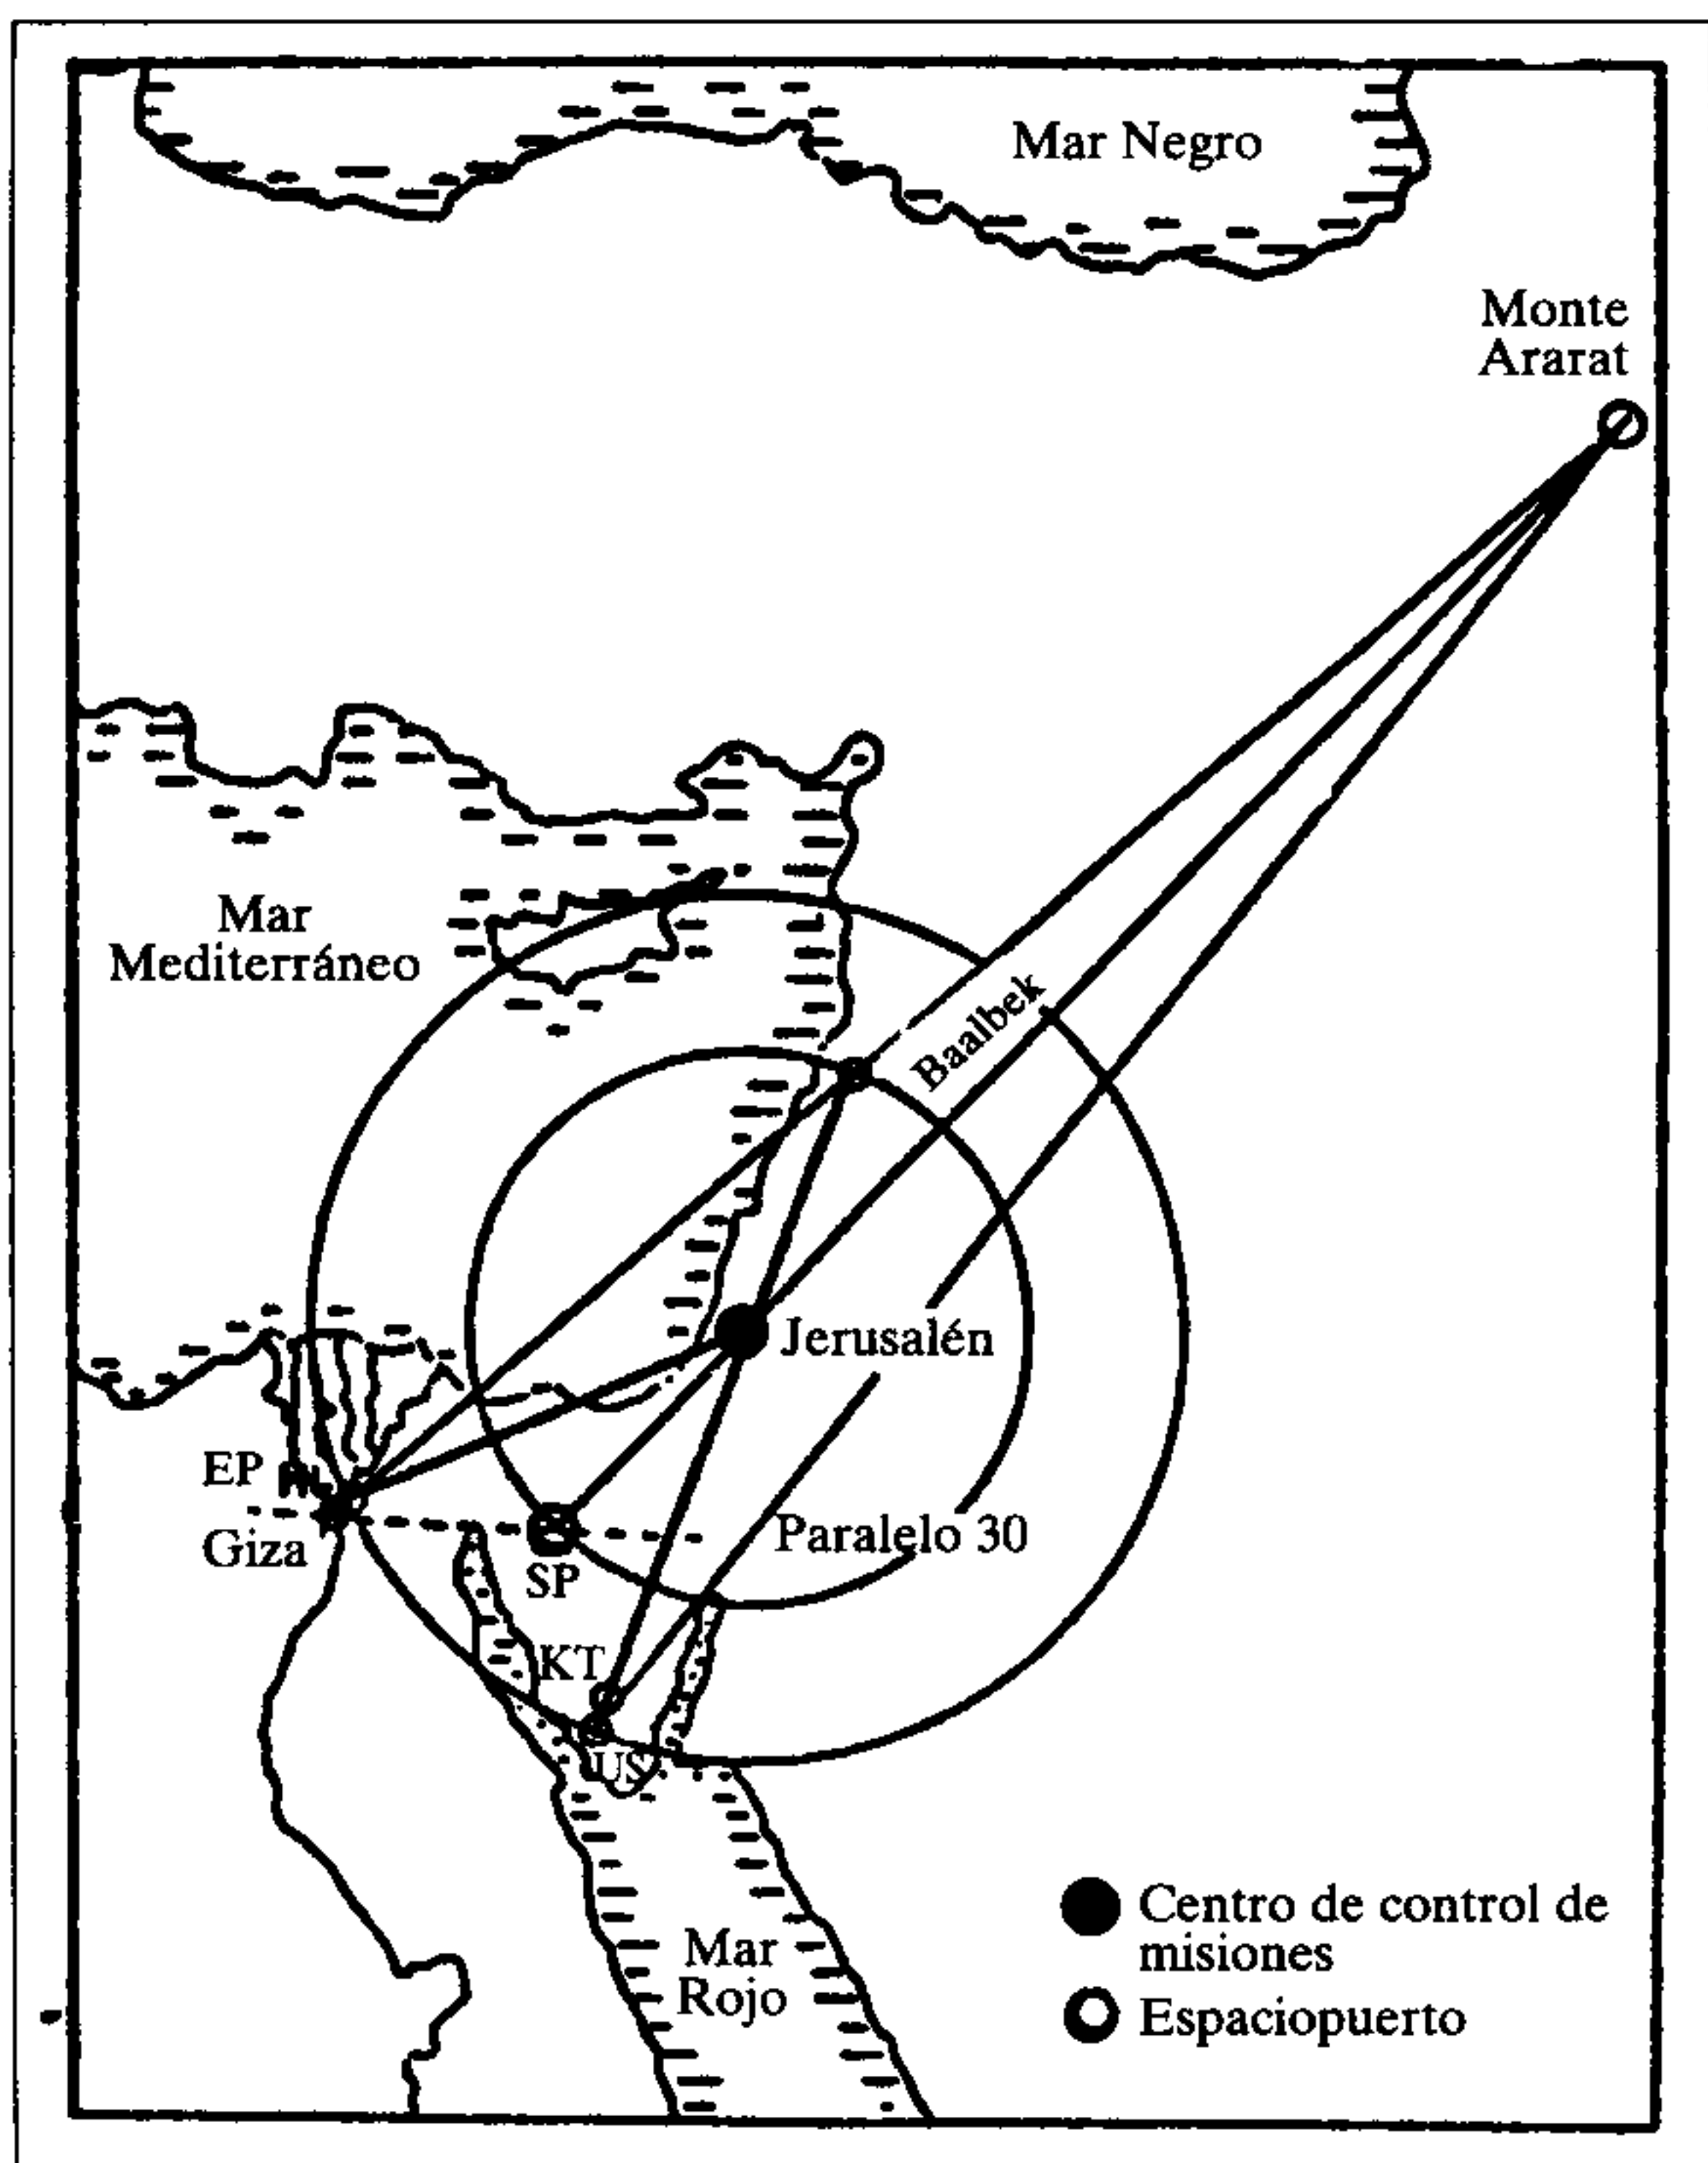 Mar Negro
Monte
Ararat
Mar
Mediterráneo
Baalbek
Jerusalén
EP
Giza
Paralelo 30
SP
KT
US
Centro de control de
misiones
Mar
Rojo
Espaciopuerto